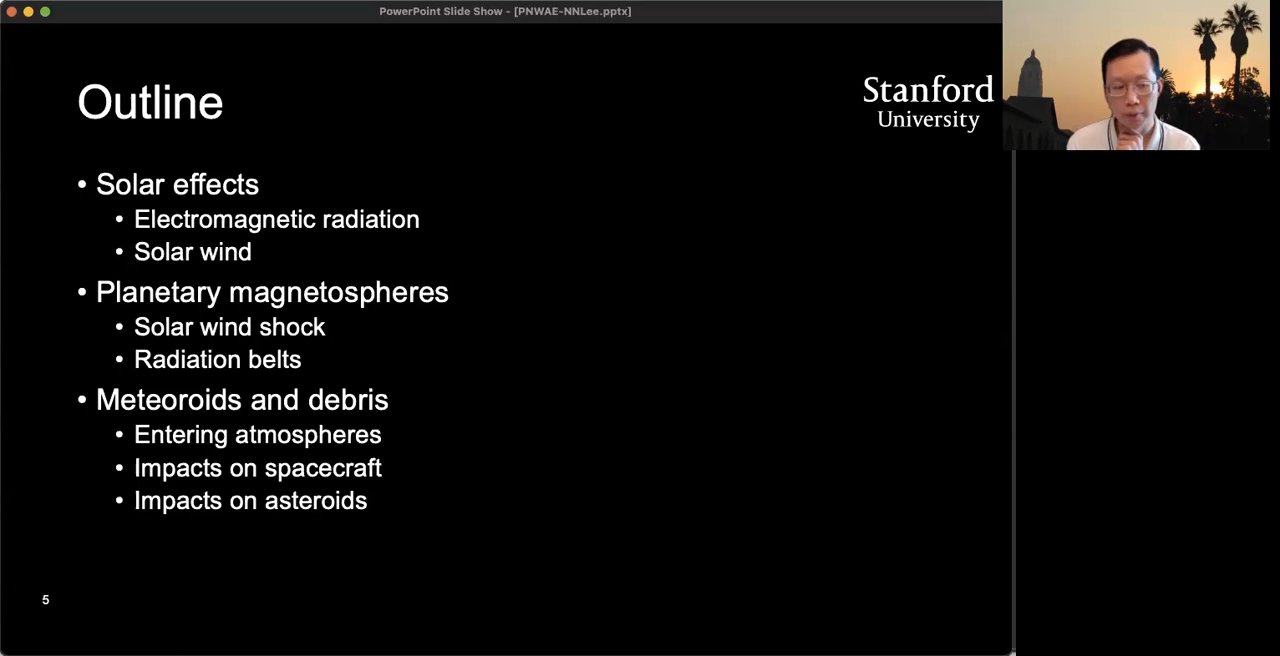 PowerPoint Slide Show - [PNWAE-NNLee.pptx]
Outline
Stanford
University
• Solar effects
• Electromagnetic radiation
• Solar wind
• Planetary magnetospheres
• Solar wind shock
• Radiation belts
• Meteoroids and debris
• Entering atmospheres
• Impacts on spacecraft
• Impacts on asteroids
5